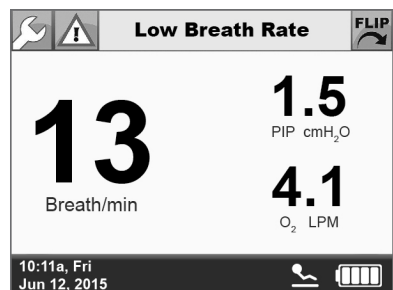 Low Breath Rate
FLIP
13
Breath/min
1.5
PIP cmH₂O
4.1
O₂ LPM
10:11a, Fri
Jun 12, 2015